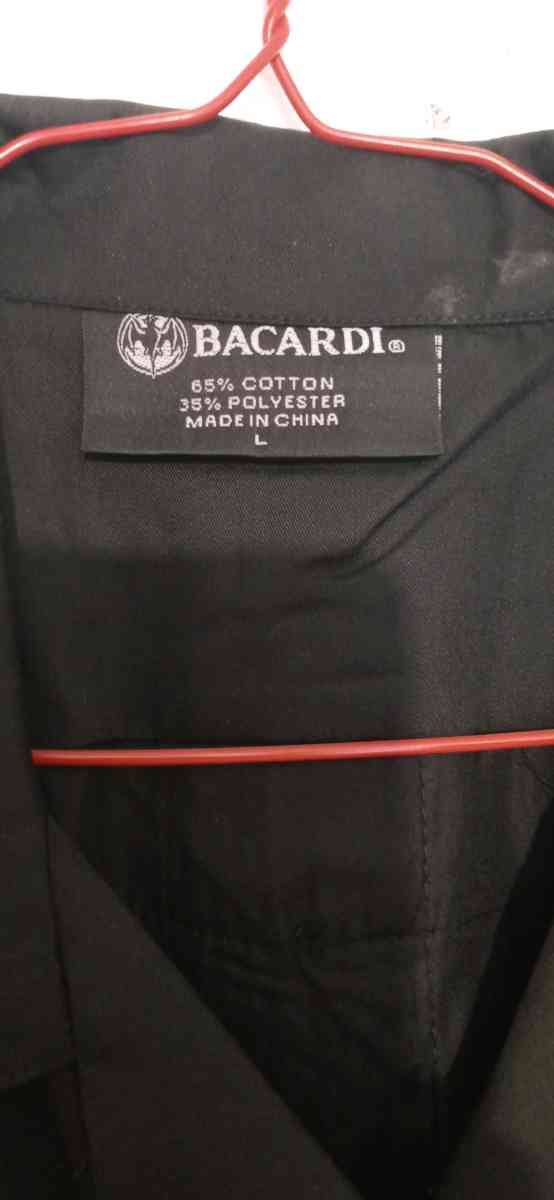 BACARDI®
65% COTTON
35% POLYESTER
MADE IN CHINA
L